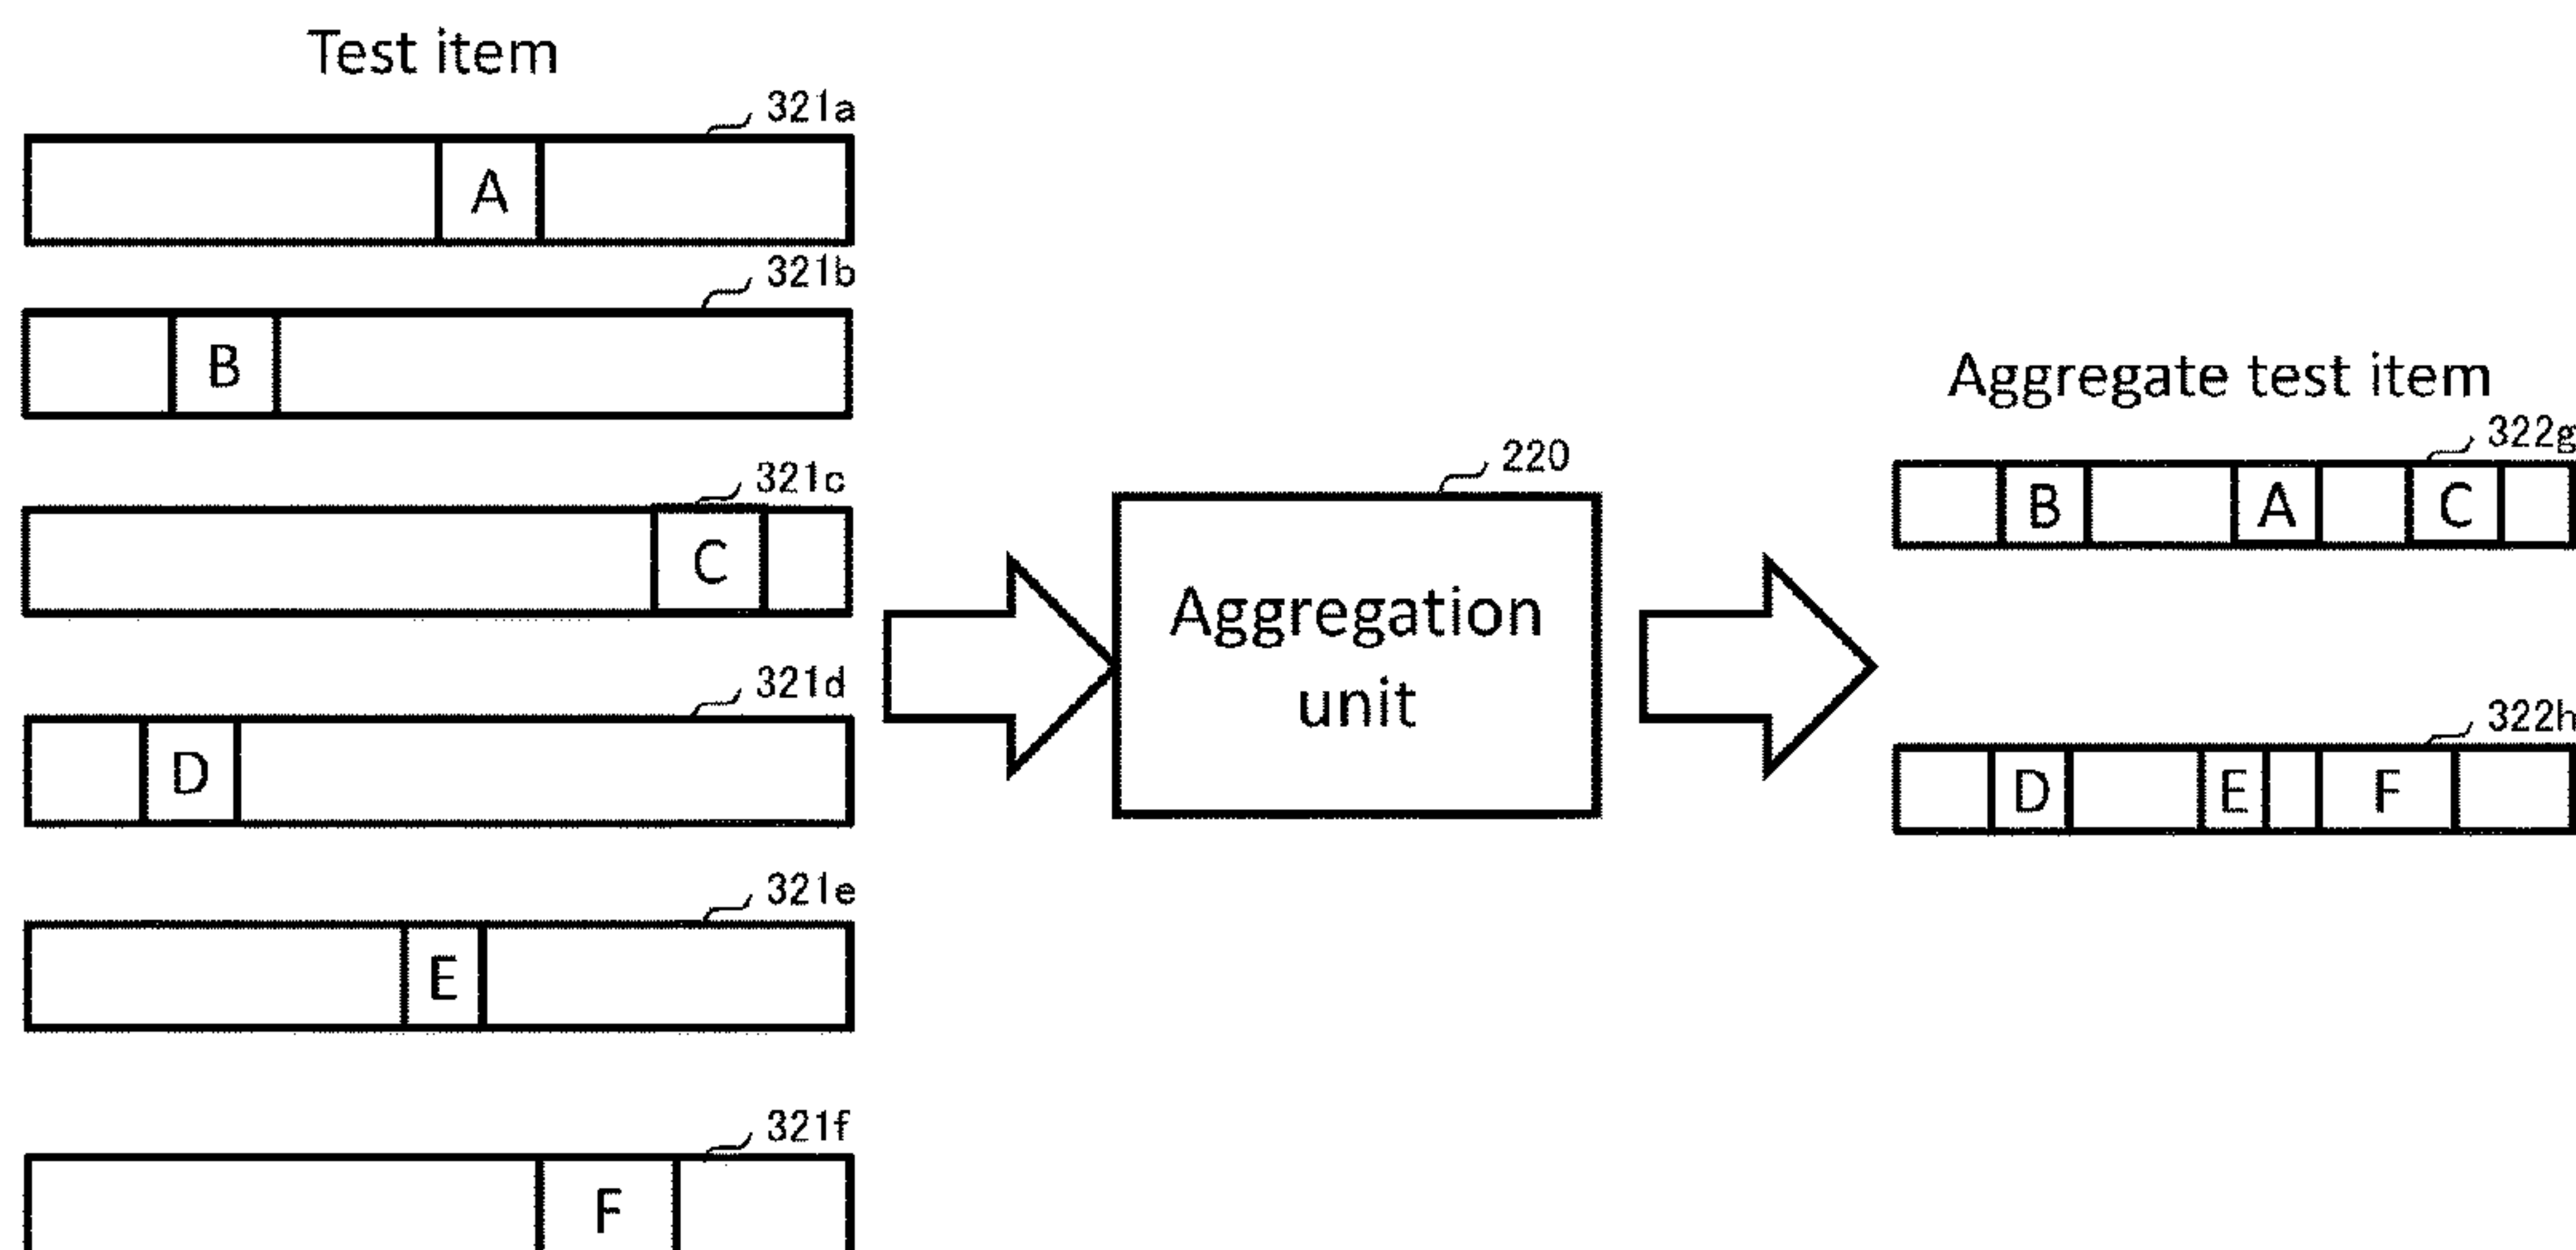 Test item
321a
A
321b
B
321c
C
321d
D
321e
E
321f
F
220
Aggregation
unit
Aggregate test item
322g
B A C
322h
D E F